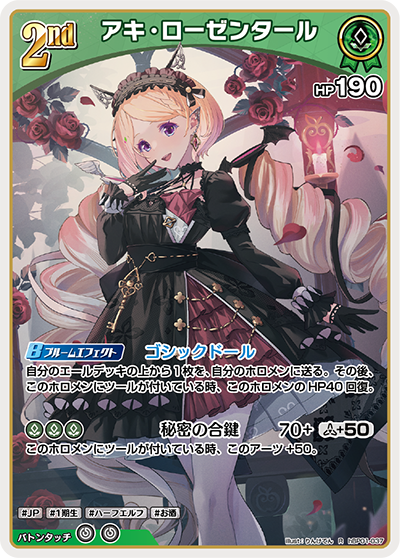 2nd
アキ・ローゼンタール
HP190
Bブルームエフェクト ゴシックドール
自分のエールデッキの上から1枚を、自分のホロメンに送る。その後、
このホロメンにツールが付いている時、このホロメンのHP40回復。
秘密の合鍵 70+ +50
このホロメンにツールが付いている時、このアーツ+50。
#JP #1期生 #ハーフエルフ #お酒
バトンタッチ
Illust: りんげでん R hBP01-037